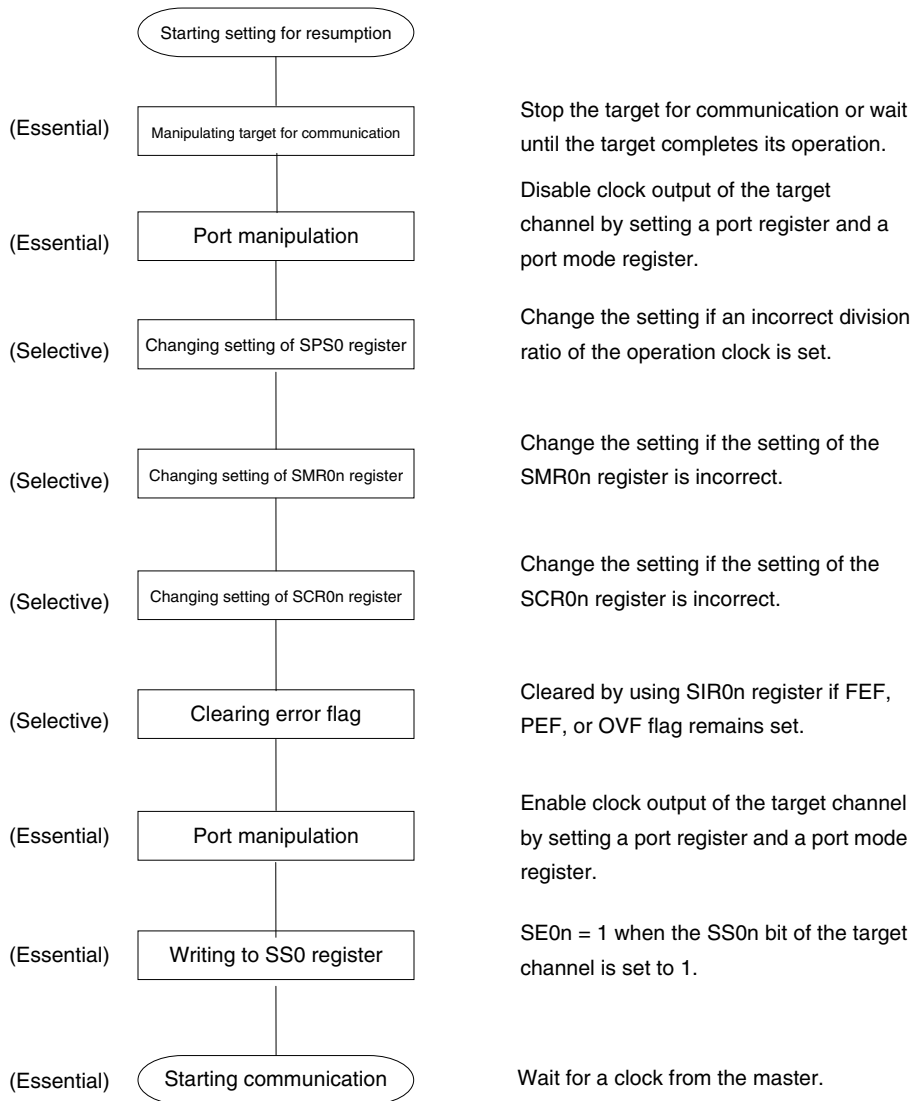 Starting setting for resumption
(Essential)
Manipulating target for communication
Stop the target for communication or wait
until the target completes its operation.
(Essential)
Port manipulation
Disable clock output of the target
channel by setting a port register and a
port mode register.
(Selective)
Changing setting of SPS0 register
Change the setting if an incorrect division
ratio of the operation clock is set.
(Selective)
Changing setting of SMR0n register
Change the setting if the setting of the
SMR0n register is incorrect.
(Selective)
Changing setting of SCR0n register
Change the setting if the setting of the
SCR0n register is incorrect.
(Selective)
Clearing error flag
Cleared by using SIR0n register if FEF,
PEF, or OVF flag remains set.
(Essential)
Port manipulation
Enable clock output of the target channel
by setting a port register and a port mode
register.
(Essential)
Writing to SS0 register
SE0n = 1 when the SS0n bit of the target
channel is set to 1.
(Essential)
Starting communication
Wait for a clock from the master.